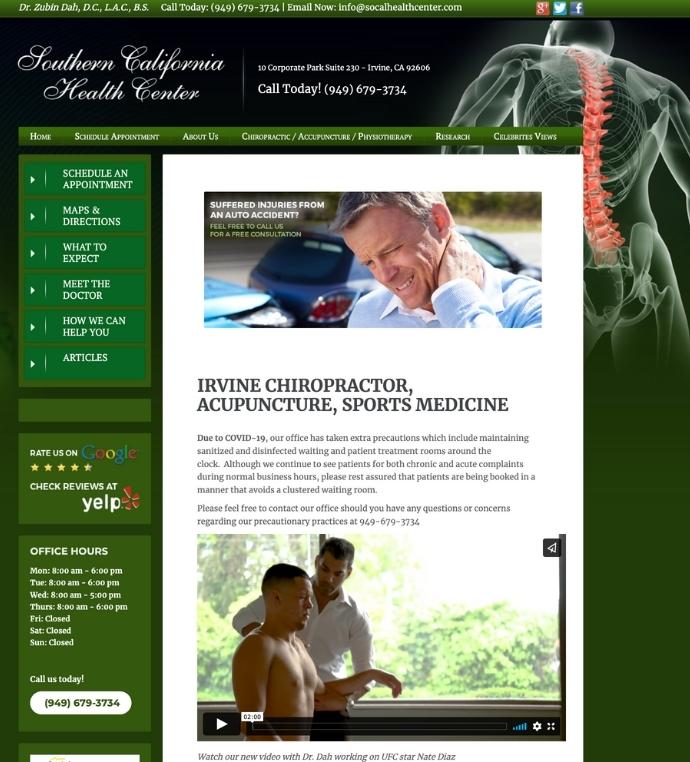 Dr. Zubin Dah, D.C., L.A.C., B.S. Call Today: (949) 679-3734 | Email Now: info@socalhealthcenter.com
Southern California
Health Center
10 Corporate Park Suite 230 - Irvine, CA 92606
Call Today! (949) 679-3734
Home Schedule Appointment About Us Chiropractic / Accupuncture / Physiotherapy Research Celebrites Views
SCHEDULE AN
APPOINTMENT
MAPS &
DIRECTIONS
WHAT TO
EXPECT
MEET THE
DOCTOR
HOW WE CAN
HELP YOU
ARTICLES
RATE US ON Google
CHECK REVIEWS AT
yelp
OFFICE HOURS
Mon: 8:00 am - 6:00 pm
Tue: 8:00 am - 6:00 pm
Wed: 8:00 am - 5:00 pm
Thurs: 8:00 am - 6:00 pm
Fri: Closed
Sat: Closed
Sun: Closed
Call us today!
(949) 679-3734
SUFFERED INJURIES FROM
AN AUTO ACCIDENT?
FEEL FREE TO CALL US
FOR A FREE CONSULTATION
IRVINE CHIROPRACTOR,
ACUPUNCTURE, SPORTS MEDICINE
Due to COVID-19, our office has taken extra precautions which include maintaining
sanitized and disinfected waiting and patient treatment rooms around the
clock. Although we continue to see patients for both chronic and acute complaints
during normal business hours, please rest assured that patients are being booked in a
manner that avoids a clustered waiting room.
Please feel free to contact our office should you have any questions or concerns
regarding our precautionary practices at 949-679-3734
02:00
Watch our new video with Dr. Dah working on UFC star Nate Diaz